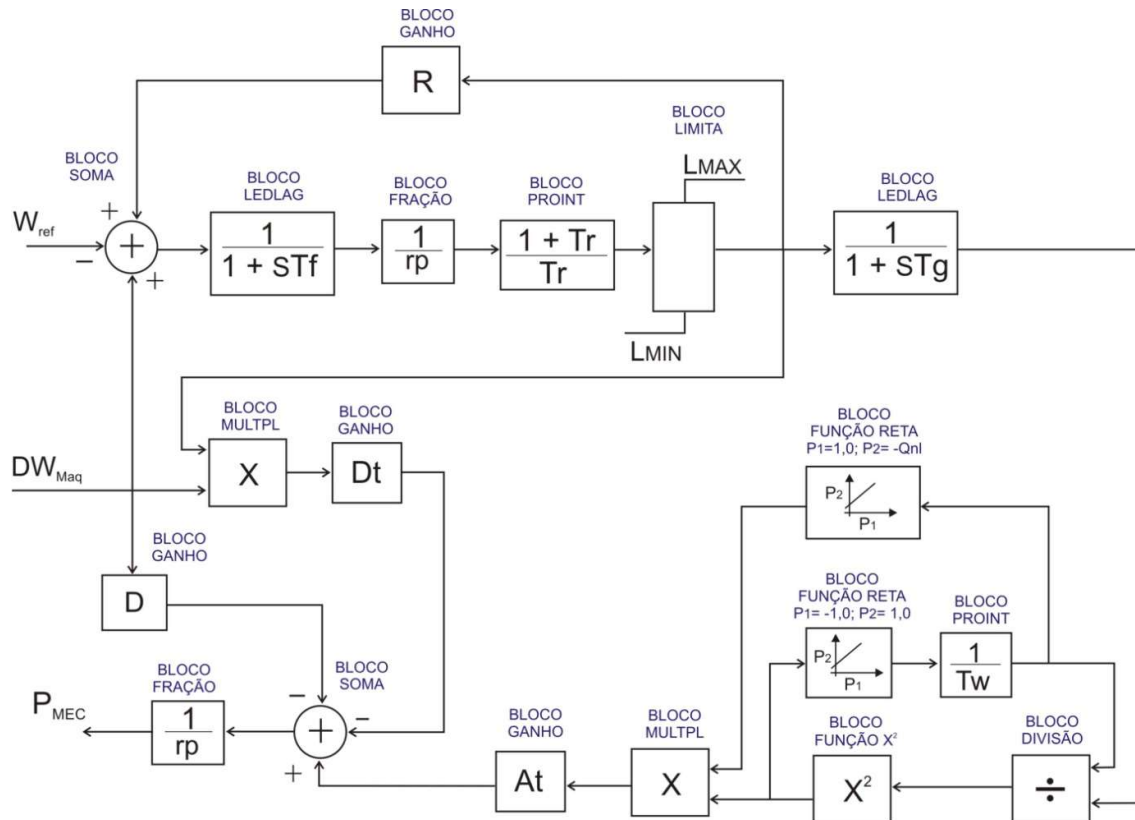 BLOCO
GANHO
R
BLOCO
LIMITA
BLOCO
SOMA
BLOCO
LEDLAG
BLOCO
FRAÇÃO
BLOCO
PROINT
LMAX
BLOCO
LEDLAG
+
Wref
+
−
+
1
1 + STf
1
rp
1 + Tr
Tr
1
1 + STg
LMIN
BLOCO
MULTPL
BLOCO
GANHO
X
Dt
DWMaq
BLOCO
FUNÇÃO RETA
P1=1,0; P2= -Qnl
P2
P1
BLOCO
GANHO
D
BLOCO
FUNÇÃO RETA
P1= -1,0; P2= 1,0
P2
P1
BLOCO
PROINT
1
Tw
BLOCO
SOMA
−
−
+
+
BLOCO
FRAÇÃO
PMEC
1
rp
BLOCO
GANHO
At
BLOCO
MULTPL
X
BLOCO
FUNÇÃO X²
X²
BLOCO
DIVISÃO
÷